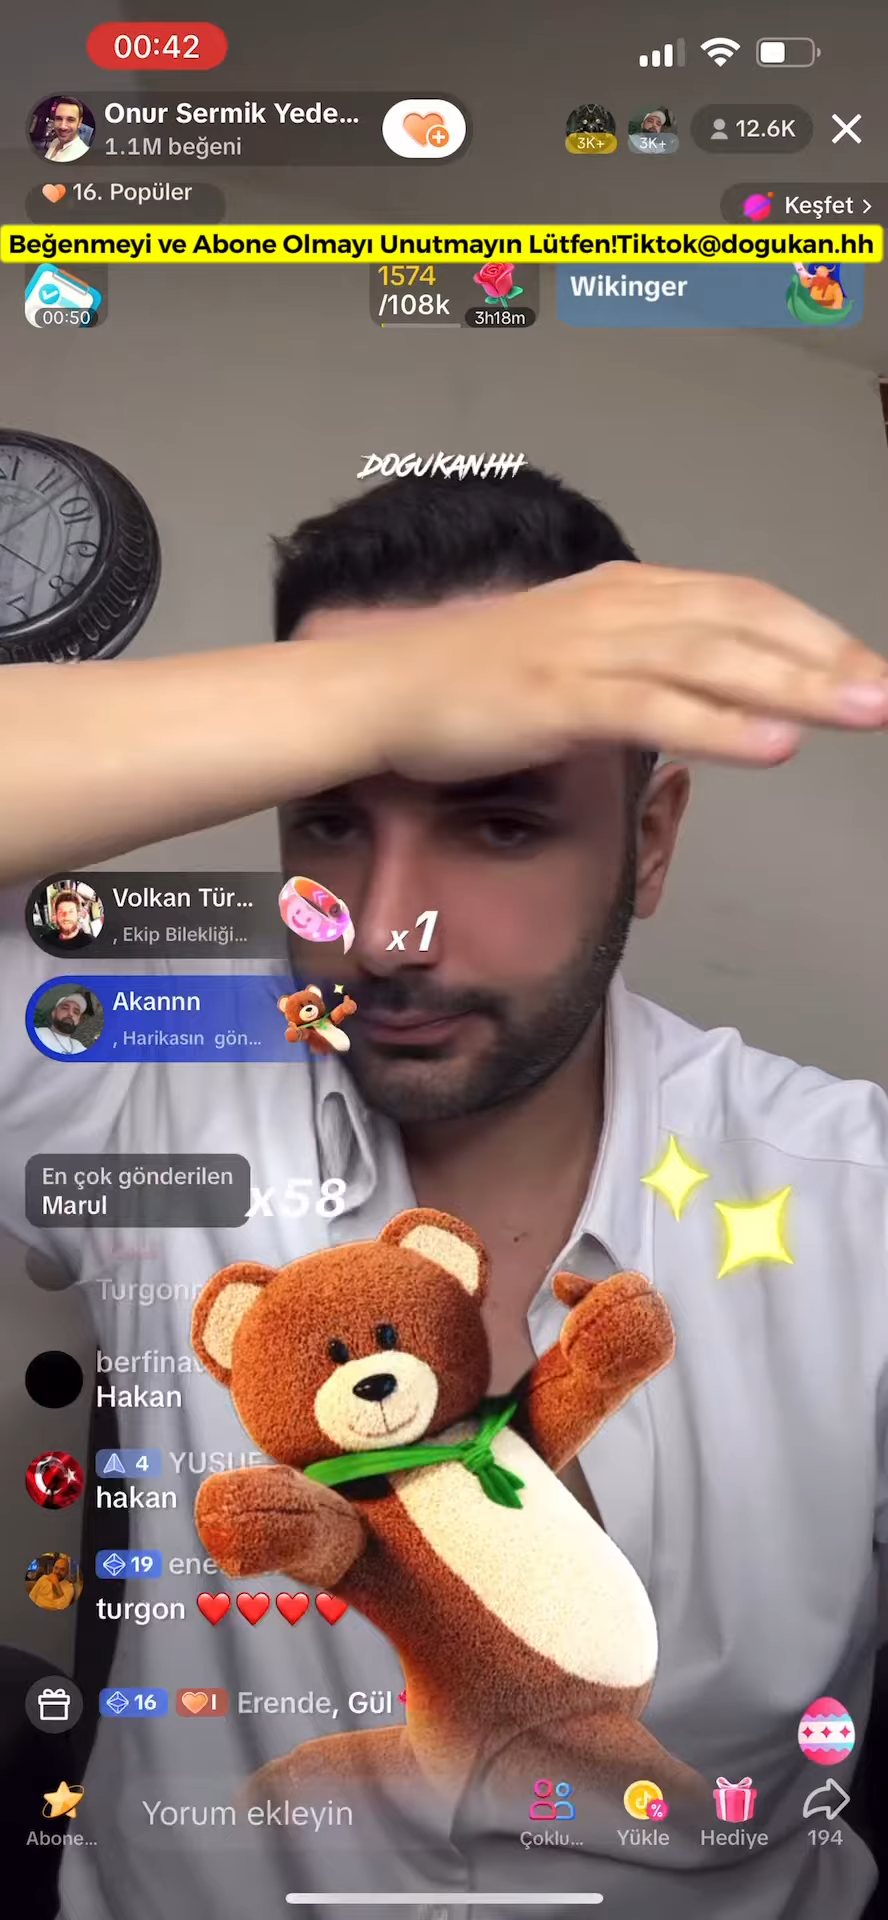 00:42
Onur Sermik Yede...
1.1M beğeni
3K+
3K+
12.6K
16. Popüler
Keşfet >
Beğenmeyi ve Abone Olmayı Unutmayın Lütfen!Tiktok@dogukan.hh
00:50
1574
/108k
3h18m
Wikinger
DOGUKAN.HH
Volkan Tür...
, Ekip Bilekliği...
x1
Akannn
, Harikasın gön...
En çok gönderilen
Marul
x58
Turgon
berfina
Hakan
4 YUSUF
hakan
19 ene
turgon ❤️❤️❤️❤️
16 I Erende, Gül
Yorum ekleyin
Abone...
Çoklu...
Yükle
Hediye
194